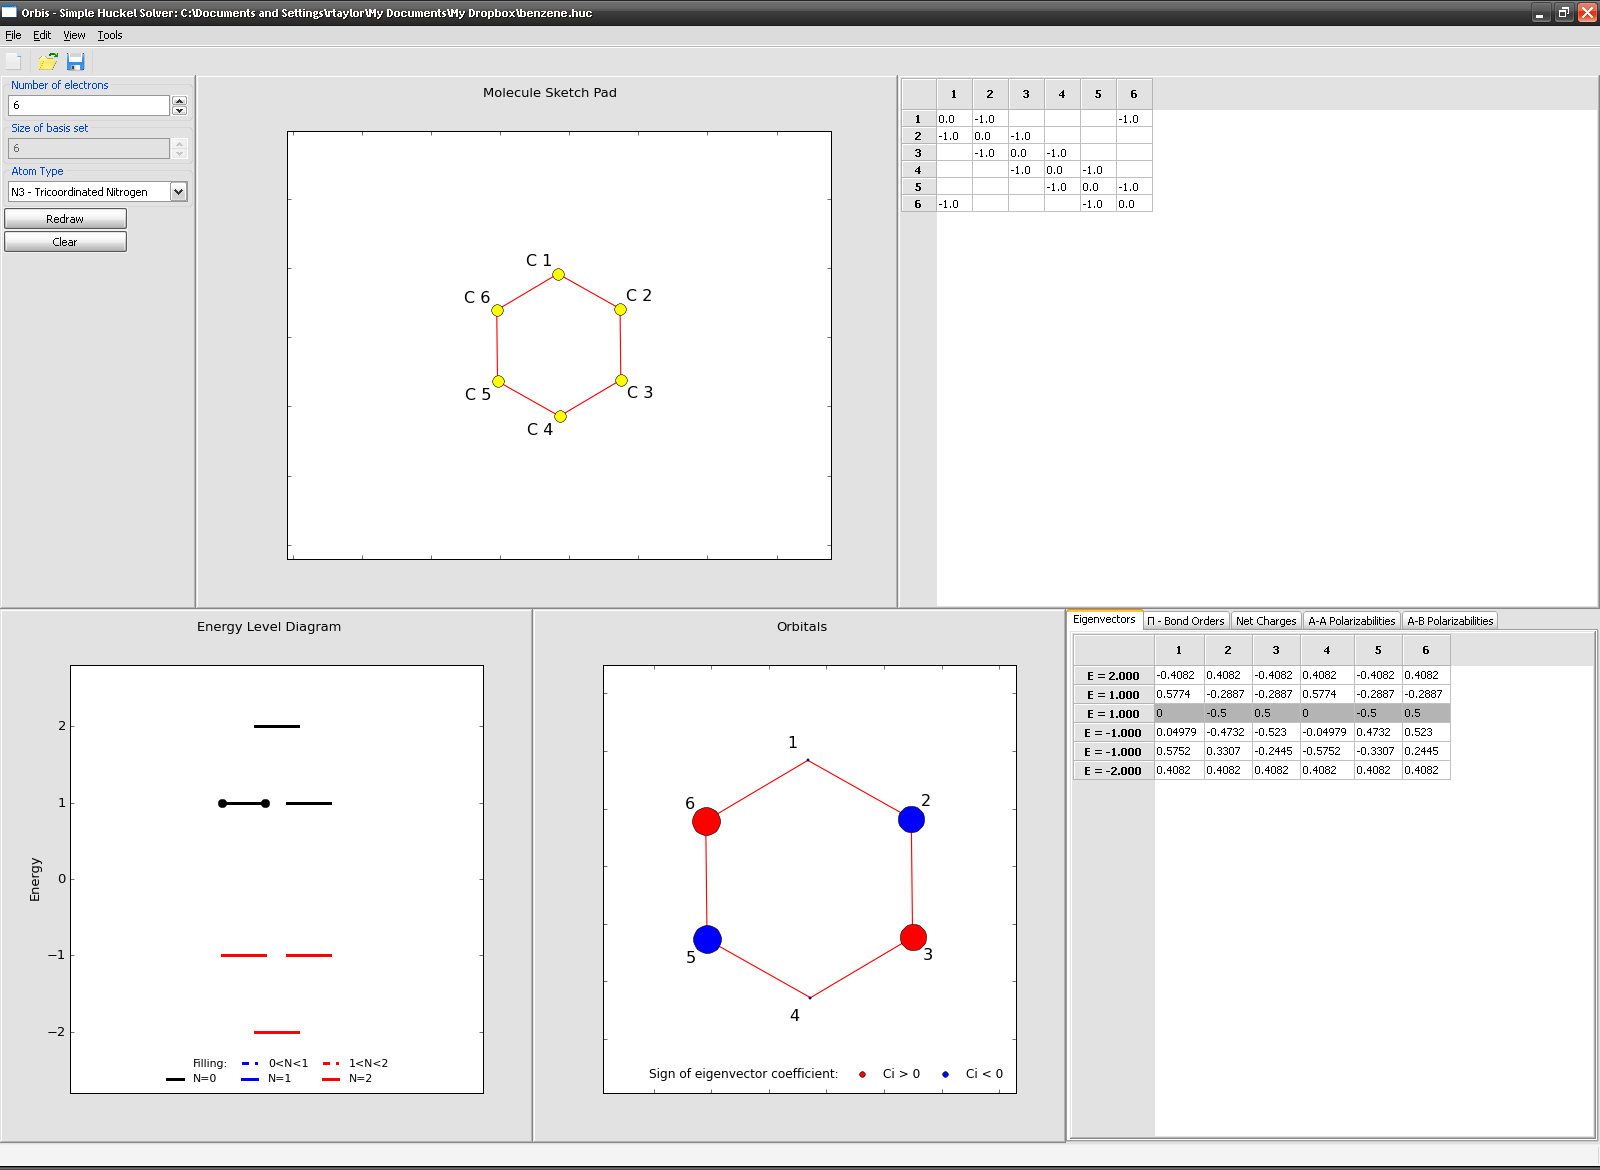 Orbis - Simple Huckel Solver: C:\Documents and Settings\rtaylor\My Documents\My Dropbox\benzene.huc
File Edit View Tools
Number of electrons
6
Size of basis set
6
Atom Type
N3 - Tricoordinated Nitrogen
Redraw
Clear
Molecule Sketch Pad
C 1
C 6
C 2
C 5
C 3
C 4
1 2 3 4 5 6
1 0.0 -1.0 -1.0
2 -1.0 0.0 -1.0
3 -1.0 0.0 -1.0
4 -1.0 0.0 -1.0
5 -1.0 0.0 -1.0
6 -1.0 -1.0 0.0
Energy Level Diagram
Energy
2
1
0
−1
−2
Filling: 0<N<1 1<N<2
N=0 N=1 N=2
Orbitals
1
6
2
5
3
4
Sign of eigenvector coefficient: Ci > 0 Ci < 0
Eigenvectors Π - Bond Orders Net Charges A-A Polarizabilities A-B Polarizabilities
1 2 3 4 5 6
E = 2.000 -0.4082 0.4082 -0.4082 0.4082 -0.4082 0.4082
E = 1.000 0.5774 -0.2887 -0.2887 0.5774 -0.2887 -0.2887
E = 1.000 0 -0.5 0.5 0 -0.5 0.5
E = -1.000 0.04979 -0.4732 -0.523 -0.04979 0.4732 0.523
E = -1.000 0.5752 0.3307 -0.2445 -0.5752 -0.3307 0.2445
E = -2.000 0.4082 0.4082 0.4082 0.4082 0.4082 0.4082